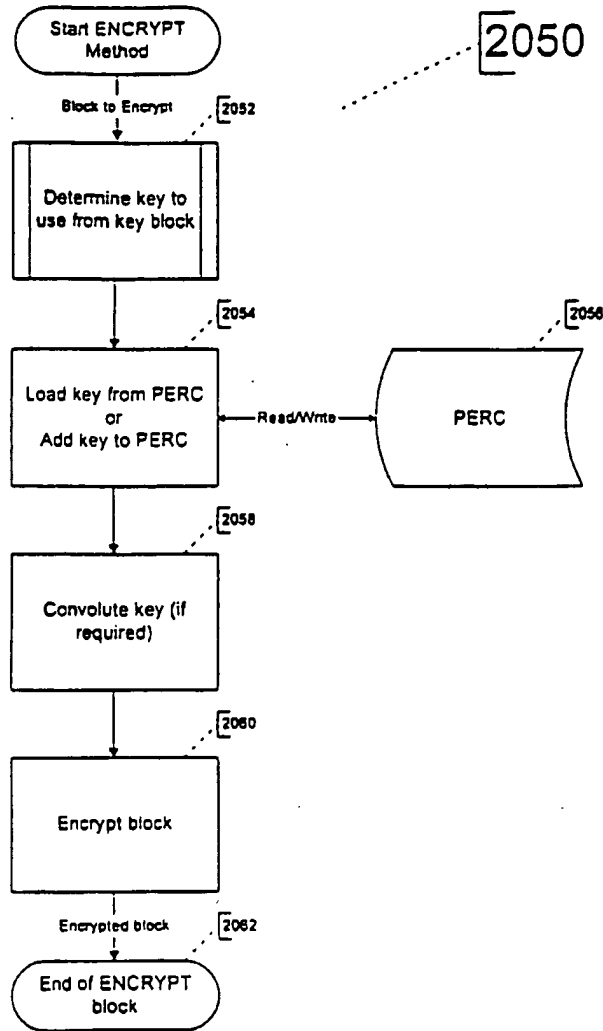 Start ENCRYPT
Method
2050
Block to Encrypt
2052
Determine key to
use from key block
2054
2056
Load key from PERC
or
Add key to PERC
Read/Write
PERC
2058
Convolute key (if
required)
2060
Encrypt block
Encrypted block
2062
End of ENCRYPT
block